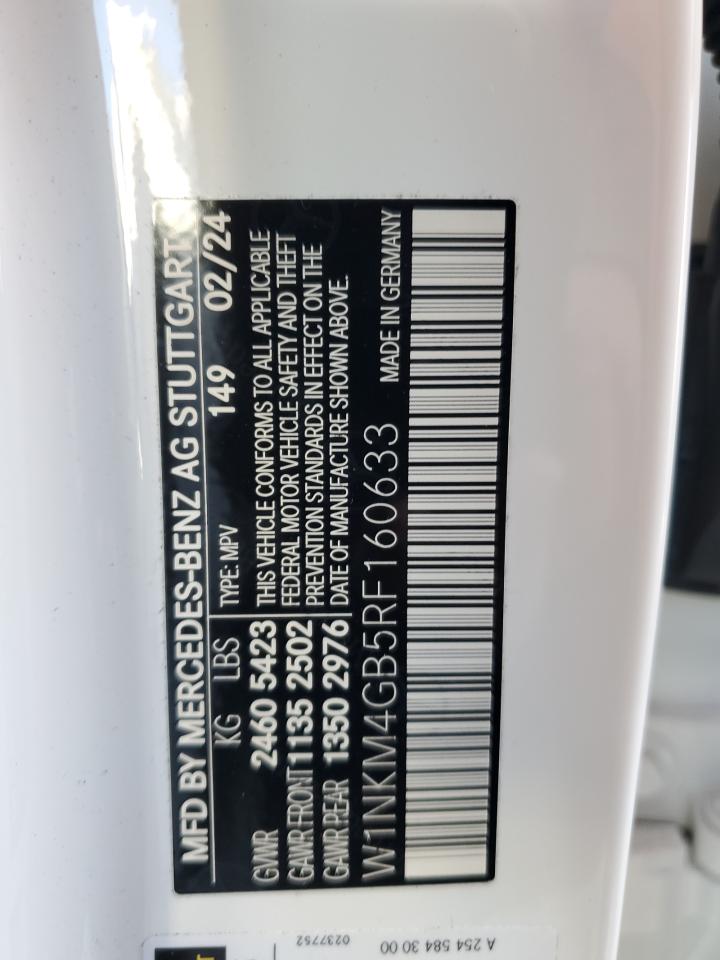 MFD BY MERCEDES-BENZ AG STUTTGART
KG LBS
149 02/24
TYPE: MPV
GVWR 2460 5423
GAWR FRONT 1135 2502
GAWR REAR 1350 2976
THIS VEHICLE CONFORMS TO ALL APPLICABLE
FEDERAL MOTOR VEHICLE SAFETY AND THEFT
PREVENTION STANDARDS IN EFFECT ON THE
DATE OF MANUFACTURE SHOWN ABOVE.
W1NKM4GB5RF160633
MADE IN GERMANY
0237752
A 254 584 30 00